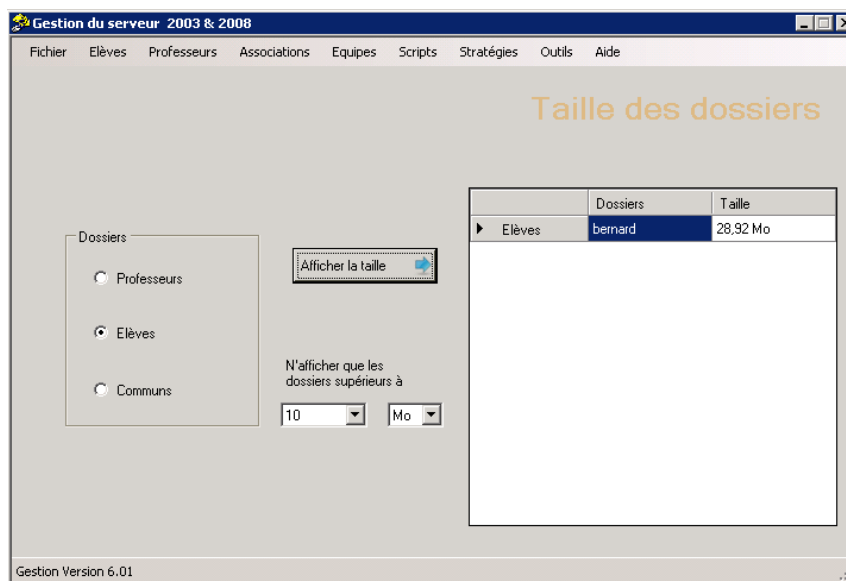 Gestion du serveur 2003 & 2008
Fichier Elèves Professeurs Associations Equipes Scripts Stratégies Outils Aide
Taille des dossiers
Dossiers
Professeurs
Elèves
Communs
Afficher la taille
N'afficher que les
dossiers supérieurs à
10 Mo
Dossiers Taille
Elèves bernard 28,92 Mo
Gestion Version 6.01